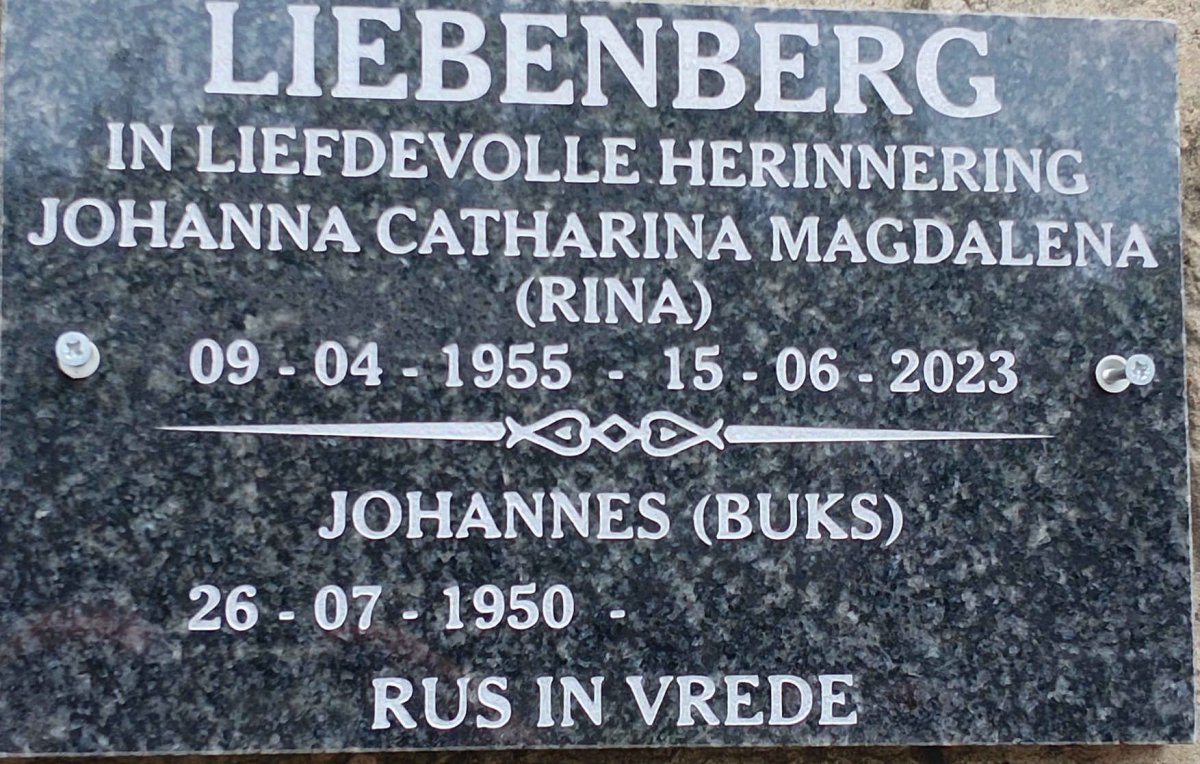 LIEBENBERG
IN LIEFDEVOLLE HERINNERING
JOHANNA CATHARINA MAGDALENA
(RINA)
09 - 04 - 1955 - 15 - 06 - 2023
JOHANNES (BUKS)
26 - 07 - 1950 -
RUS IN VREDE